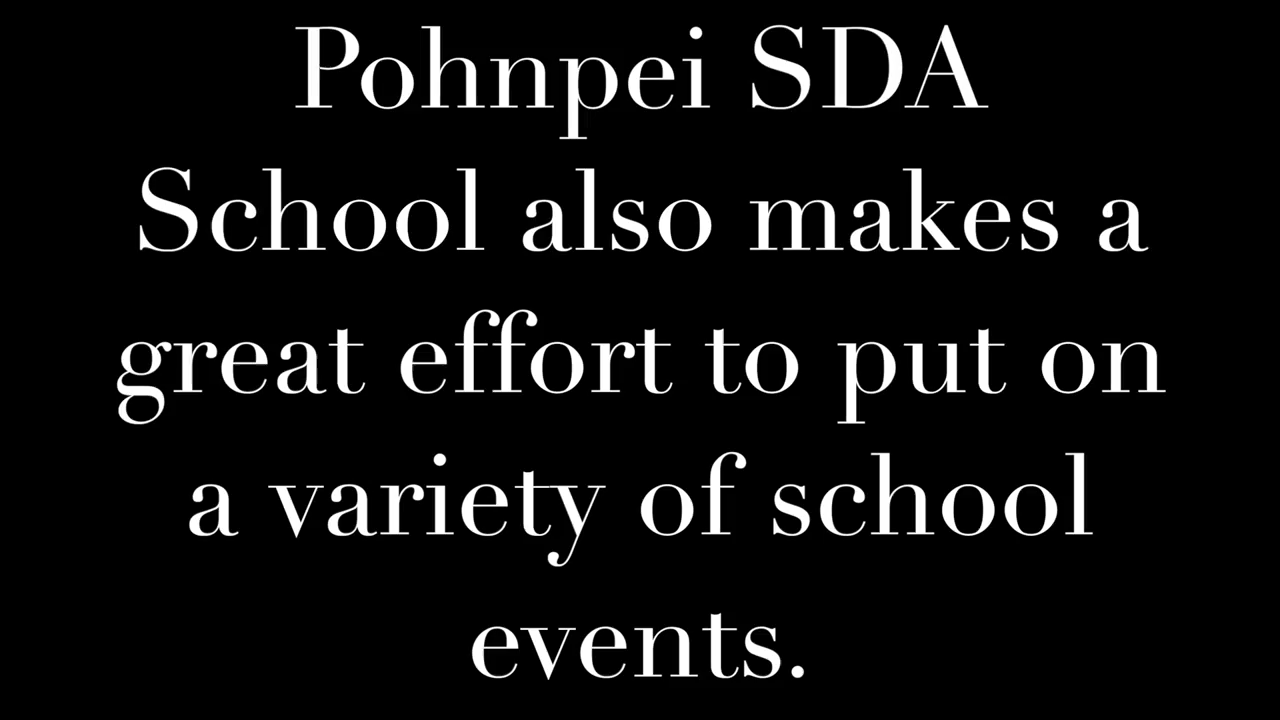 Pohnpei SDA
School also makes a
great effort to put on
a variety of school
events.